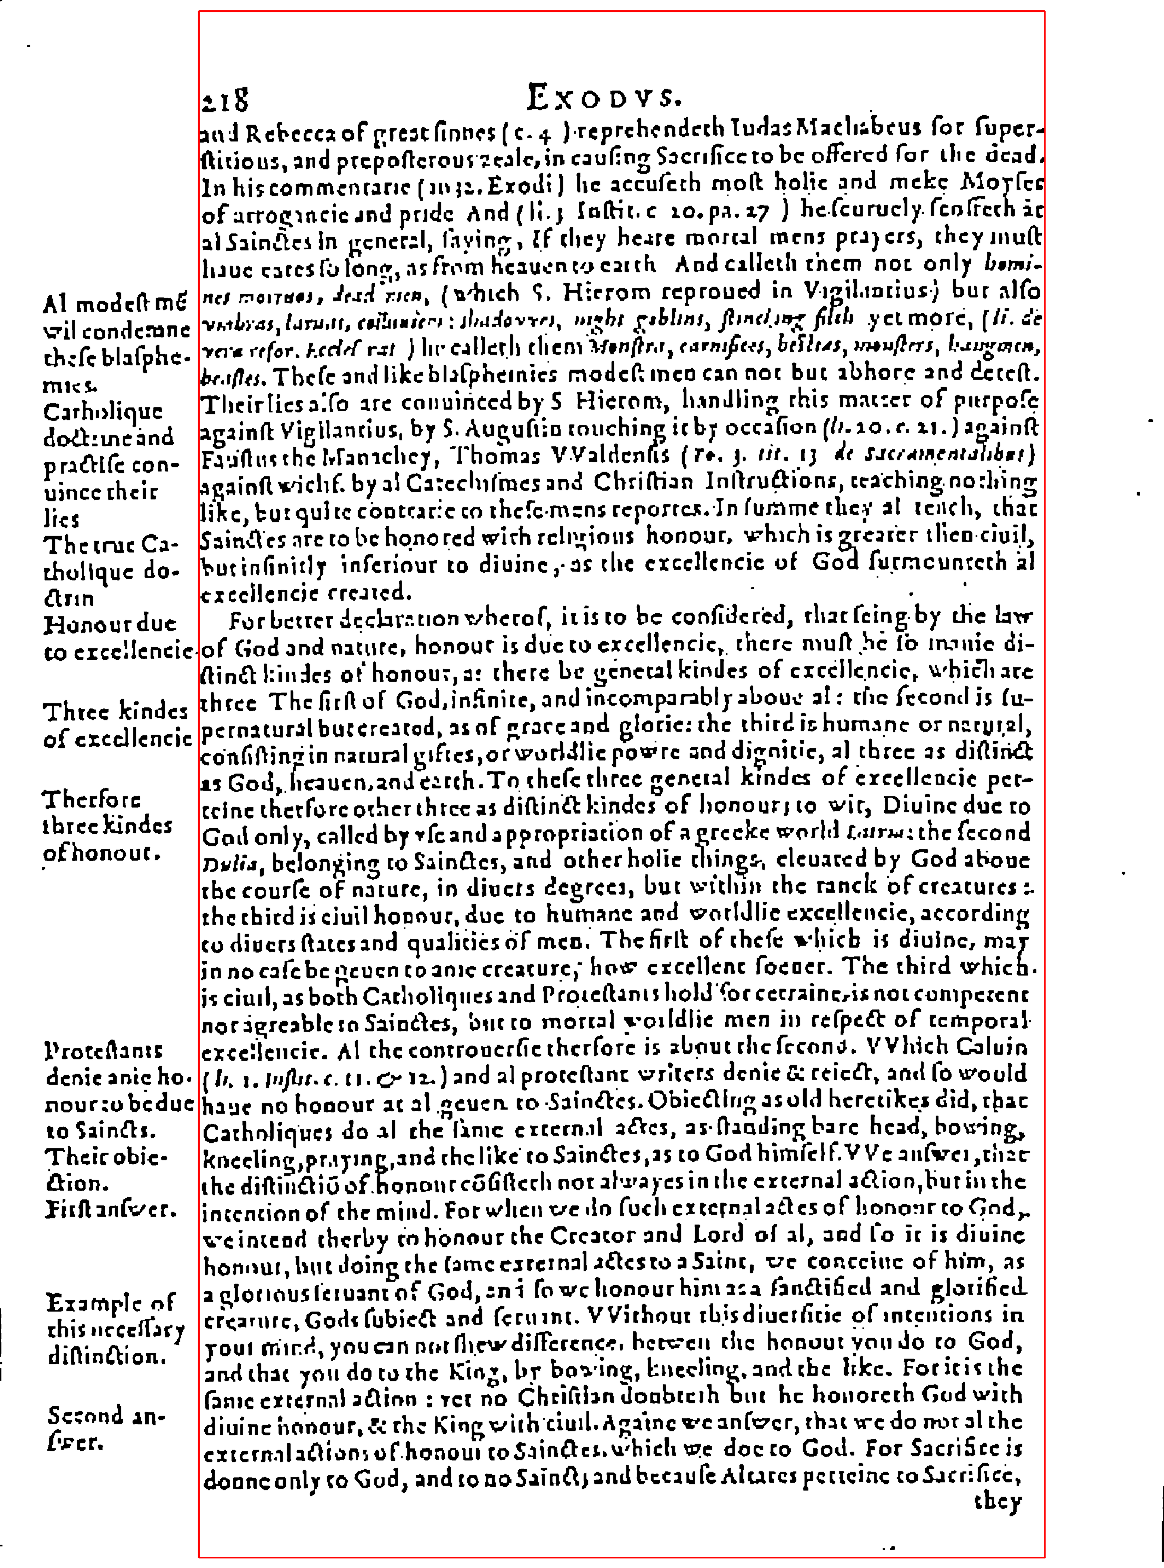 218
EXODVS.
and Rebecca of great sinnes (c. 4) reprehendeth Iudas Machabeus for super-
stitious, and preposterous zeale, in causing Sacrifice to be offered for the dead.
In his commentarie (in 32. Exodi) he accuseth most holie and meke Moyses
of arrogancie and pride And (li. 3 Instit. c 20. pa. 27) he scuruely scoffeth at
al Sainctes in general, saying, If they heare mortal mens prayers, they must
haue eares so long, as from heauen to earth And calleth them not only homi-
nes mortuos, dead men, (which S. Hierom reproued in Vigilantius) but also
vmbras, laruas, : shadowes, night goblins, stincking filth yet more, (li. de
vera refor. Eccles rat) he calleth them Monstra, carnifices, bestias, monsters, hangmen,
beastes. These and like blasphemies modest men can not but abhore and detest.
Their lies also are conuinced by S Hierom, handling this matter of purpose
against Vigilantius, by S. Augustin touching it by occasion (li. 20. c. 21.) against
Faustus the Manichey, Thomas VValdensis (To. 3. tit. 13 de Sacramentalibus)
against wiclif. by al Catechismes and Christian Instructions, teaching nothing
like, but quite contrarie to these mens reportes. In summe they al teach, that
Sainctes are to be honored with religious honour, which is greater then ciuil,
but infinitly inferiour to diuine, as the excellencie of God surmounteth al
excellencie created.
For better declaration wherof, it is to be considered, that seing by the law
of God and nature, honour is due to excellencie, there must be so manie di-
stinct kindes of honour, as there be general kindes of excellencie, which are
three The first of God, infinite, and incomparably aboue al: the second is su-
pernatural but created, as of grace and glorie: the third is humane or natural,
consisting in natural giftes, or worldlie powre and dignitie, al three as distinct
as God, heauen, and earth. To these three general kindes of excellencie per-
teine therfore other three as distinct kindes of honour; to wit, Diuine due to
God only, called by vse and appropriation of a greeke world Latria: the second
Dulia, belonging to Sainctes, and other holie things, eleuated by God aboue
the course of nature, in diuers degrees, but within the ranck of creatures:
the third is ciuil honour, due to humane and worldlie excellencie, according
to diuers states and qualities of men. The first of these which is diuine, may
in no case be geuen to anie creature, how excellent soeuer. The third which
is ciuil, as both Catholiques and Protestants hold for certaine, is not competent
nor agreable to Sainctes, but to mortal worldlie men in respect of temporal
excellencie. Al the controuersie therfore is about the second. VVhich Caluin
(li. 1. Instit. c. 11. & 12.) and al protestant writers denie & reiect, and so would
haue no honour at al geuen to Sainctes. Obiecting as old heretikes did, that
Catholiques do al the same external actes, as standing bare head, bowing,
kneeling, praying, and the like to Sainctes, as to God himself. VVe answer, that
the distinctiō of honour cōsisteth not alwayes in the external action, but in the
intention of the mind. For when we do such external actes of honour to God,
we intend therby to honour the Creator and Lord of al, and so it is diuine
honour, but doing the same external actes to a Saint, we conceiue of him, as
a glorious seruant of God, and so we honour him as a sanctified and glorified
creature, Gods subiect and seruant. VVithout this diuersitie of intentions in
your mind, you can not shew difference, betwen the honour you do to God,
and that you do to the King, by bowing, kneeling, and the like. For it is the
same external action: yet no Christian doubteth but he honoreth God with
diuine honour, & the King with ciuil. Againe we answer, that we do not al the
external actions of honour to Sainctes, which we doe to God. For Sacrifice is
donne only to God, and to no Sainct; and because Altares perteine to Sacrifice,
they
Al modest mē
wil condemne
these blasphe-
mies.
Catholique
doctrine and
practise con-
uince their
lies
The true Ca-
tholique do-
ctrin
Honour due
to excellencie.
Three kindes
of excellencie
Therfore
three kindes
of honour.
Protestants
denie anie ho-
nour to be due
to Saincts.
Their obie-
ction.
First answer.
Example of
this necessary
distinction.
Second an-
swer.